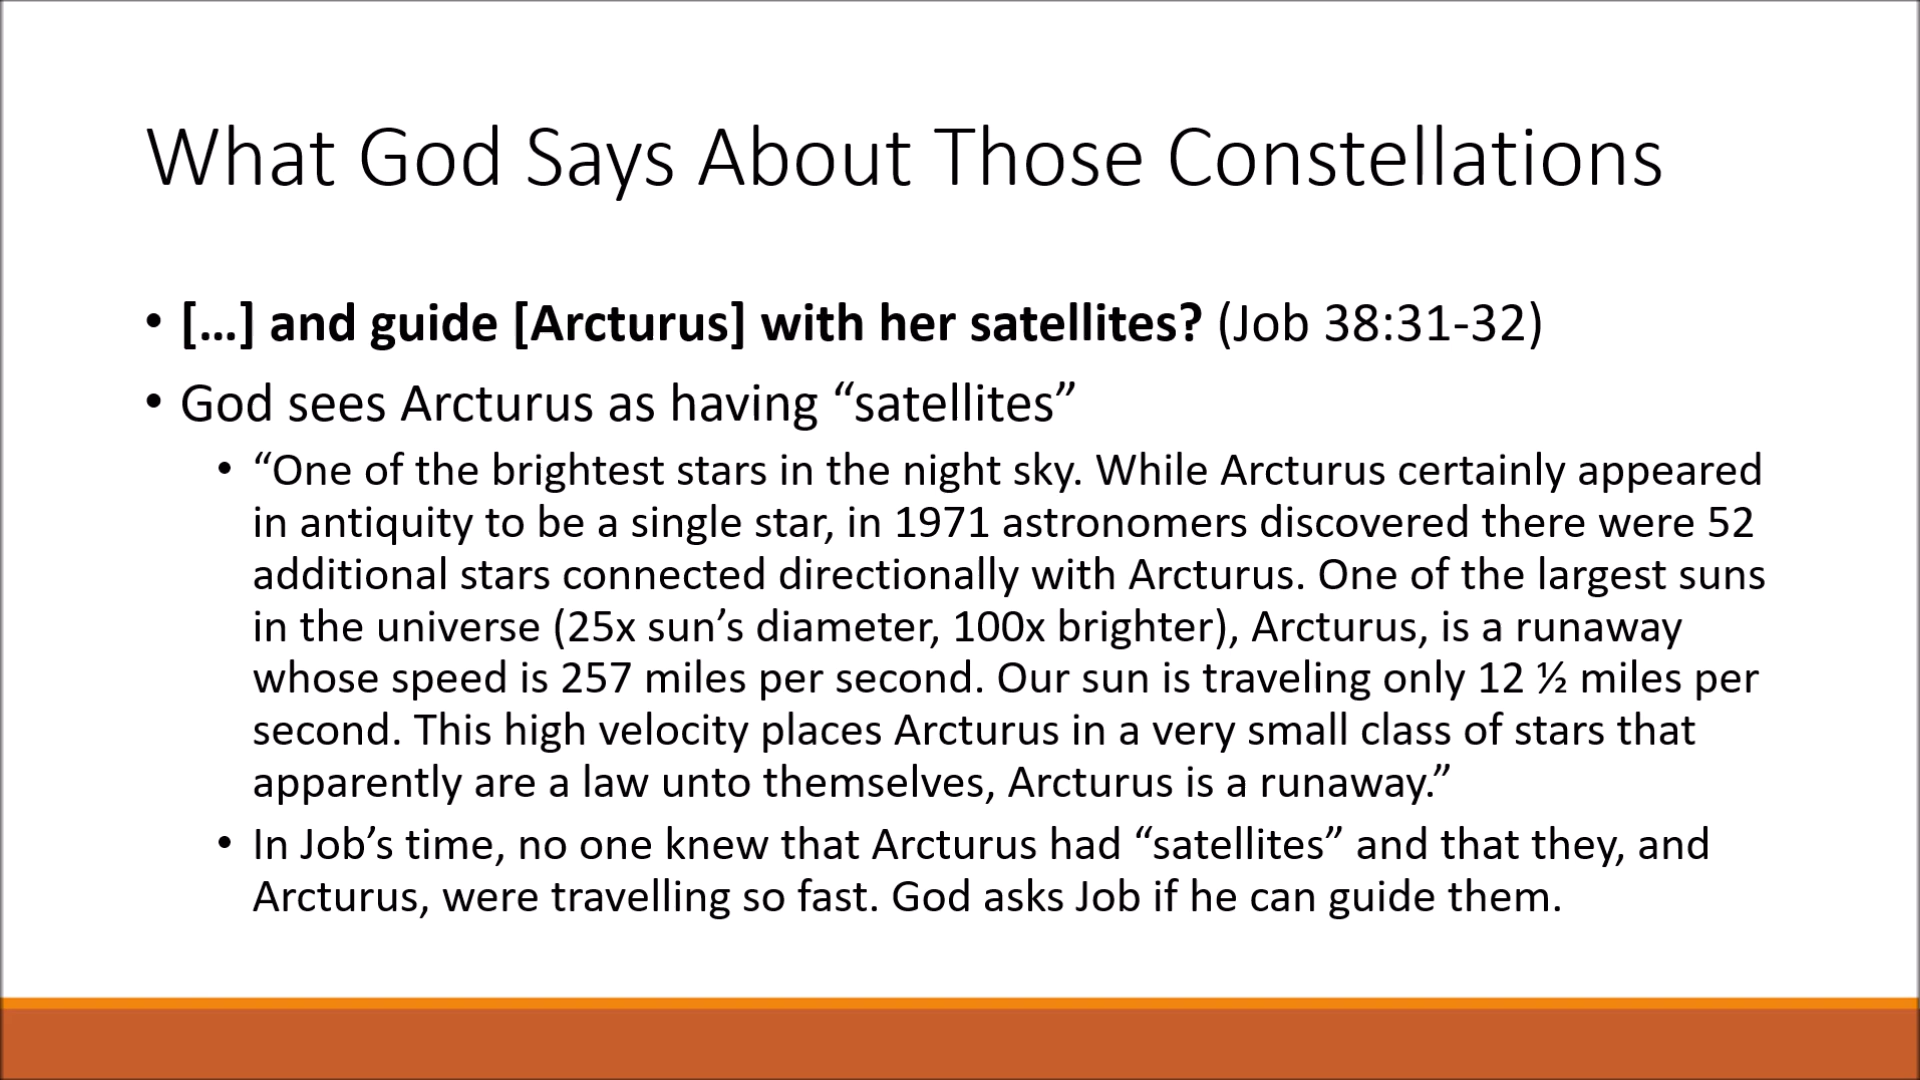 What God Says About Those Constellations
• […] and guide [Arcturus] with her satellites? (Job 38:31-32)
• God sees Arcturus as having “satellites”
• “One of the brightest stars in the night sky. While Arcturus certainly appeared
in antiquity to be a single star, in 1971 astronomers discovered there were 52
additional stars connected directionally with Arcturus. One of the largest suns
in the universe (25x sun’s diameter, 100x brighter), Arcturus, is a runaway
whose speed is 257 miles per second. Our sun is traveling only 12 ½ miles per
second. This high velocity places Arcturus in a very small class of stars that
apparently are a law unto themselves, Arcturus is a runaway.”
• In Job’s time, no one knew that Arcturus had “satellites” and that they, and
Arcturus, were travelling so fast. God asks Job if he can guide them.